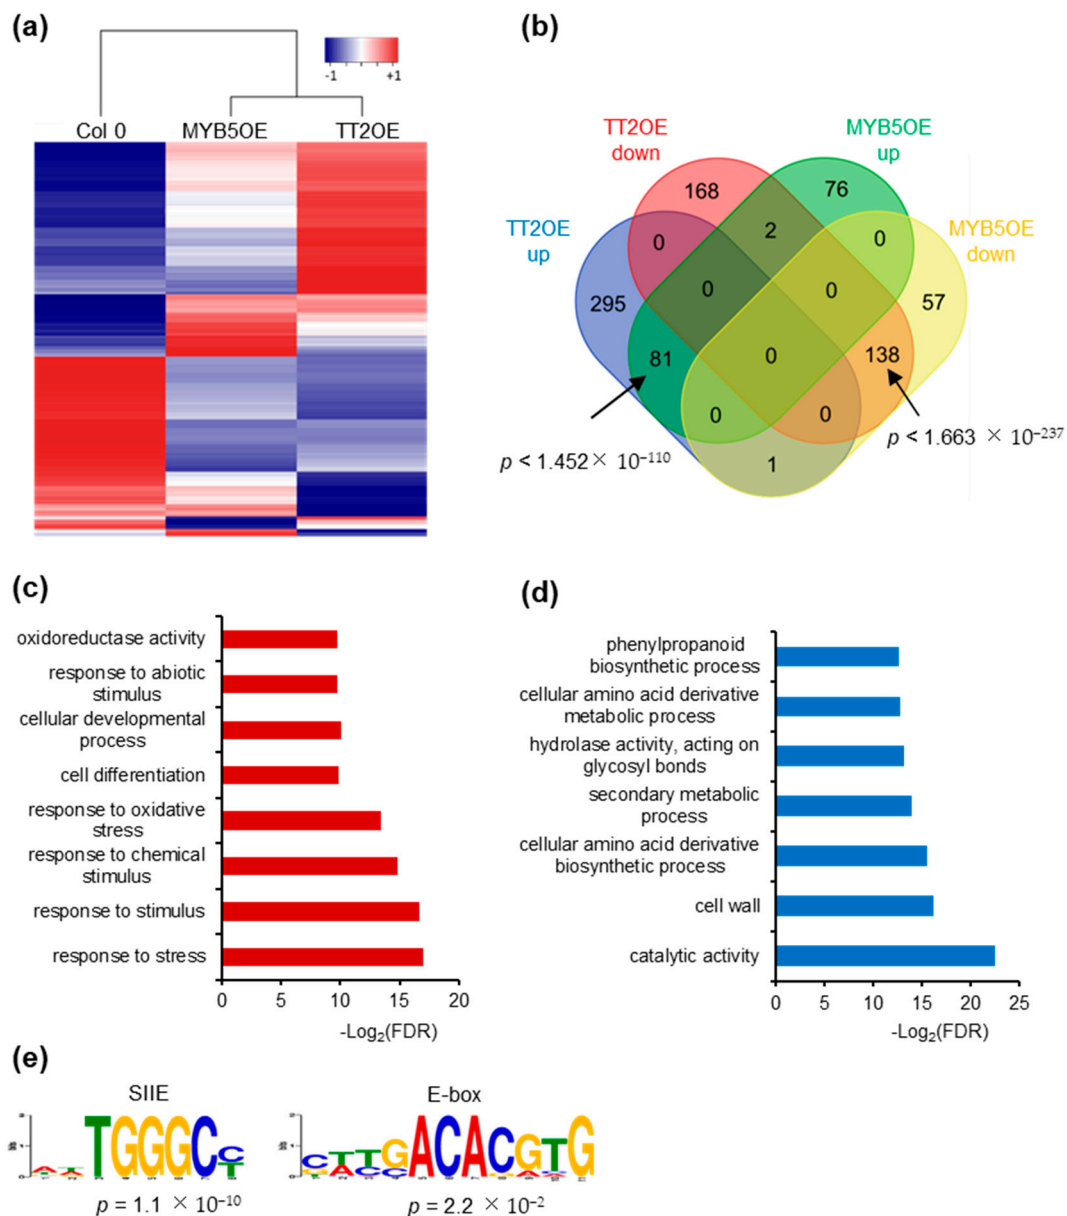 (a)
-1
+1
Col 0
MYB5OE
TT2OE
(b)
TT2OE
down
MYB5OE
up
TT2OE
up
MYB5OE
down
168
76
0
2
0
295
0
0
57
81
0
138
0
0
1
p < 1.452 × 10⁻¹¹⁰
p < 1.663 × 10⁻²³⁷
(c)
oxidoreductase activity
response to abiotic
stimulus
cellular developmental
process
cell differentiation
response to oxidative
stress
response to chemical
stimulus
response to stimulus
response to stress
0
5
10
15
20
-Log₂(FDR)
(d)
phenylpropanoid
biosynthetic process
cellular amino acid derivative
metabolic process
hydrolase activity, acting on
glycosyl bonds
secondary metabolic
process
cellular amino acid derivative
biosynthetic process
cell wall
catalytic activity
0
5
10
15
20
25
-Log₂(FDR)
(e)
SIIE
TGGGC
p = 1.1 × 10⁻¹⁰
E-box
ACACGTG
p = 2.2 × 10⁻²